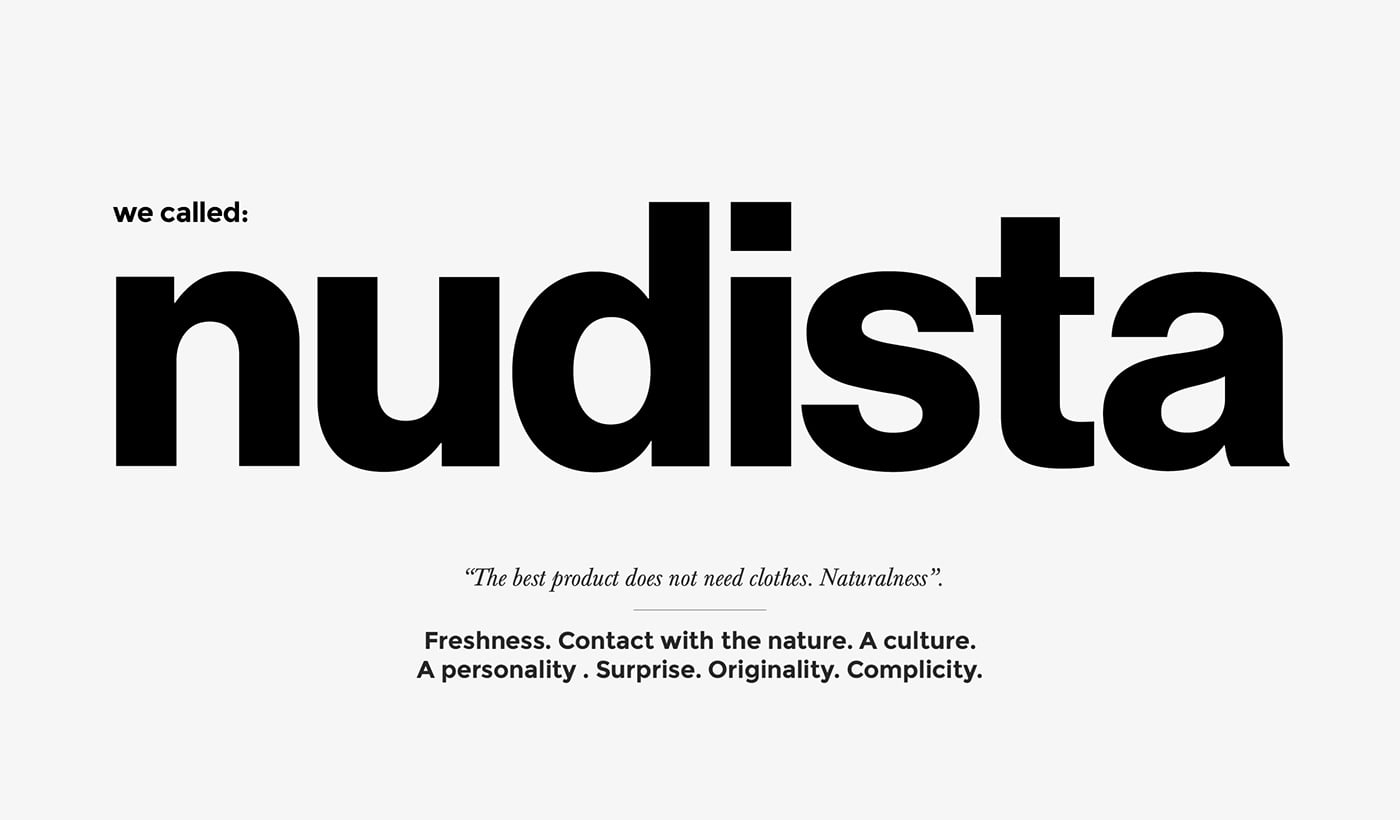 we called:
nudista
“The best product does not need clothes. Naturalness”.
Freshness. Contact with the nature. A culture.
A personality . Surprise. Originality. Complicity.